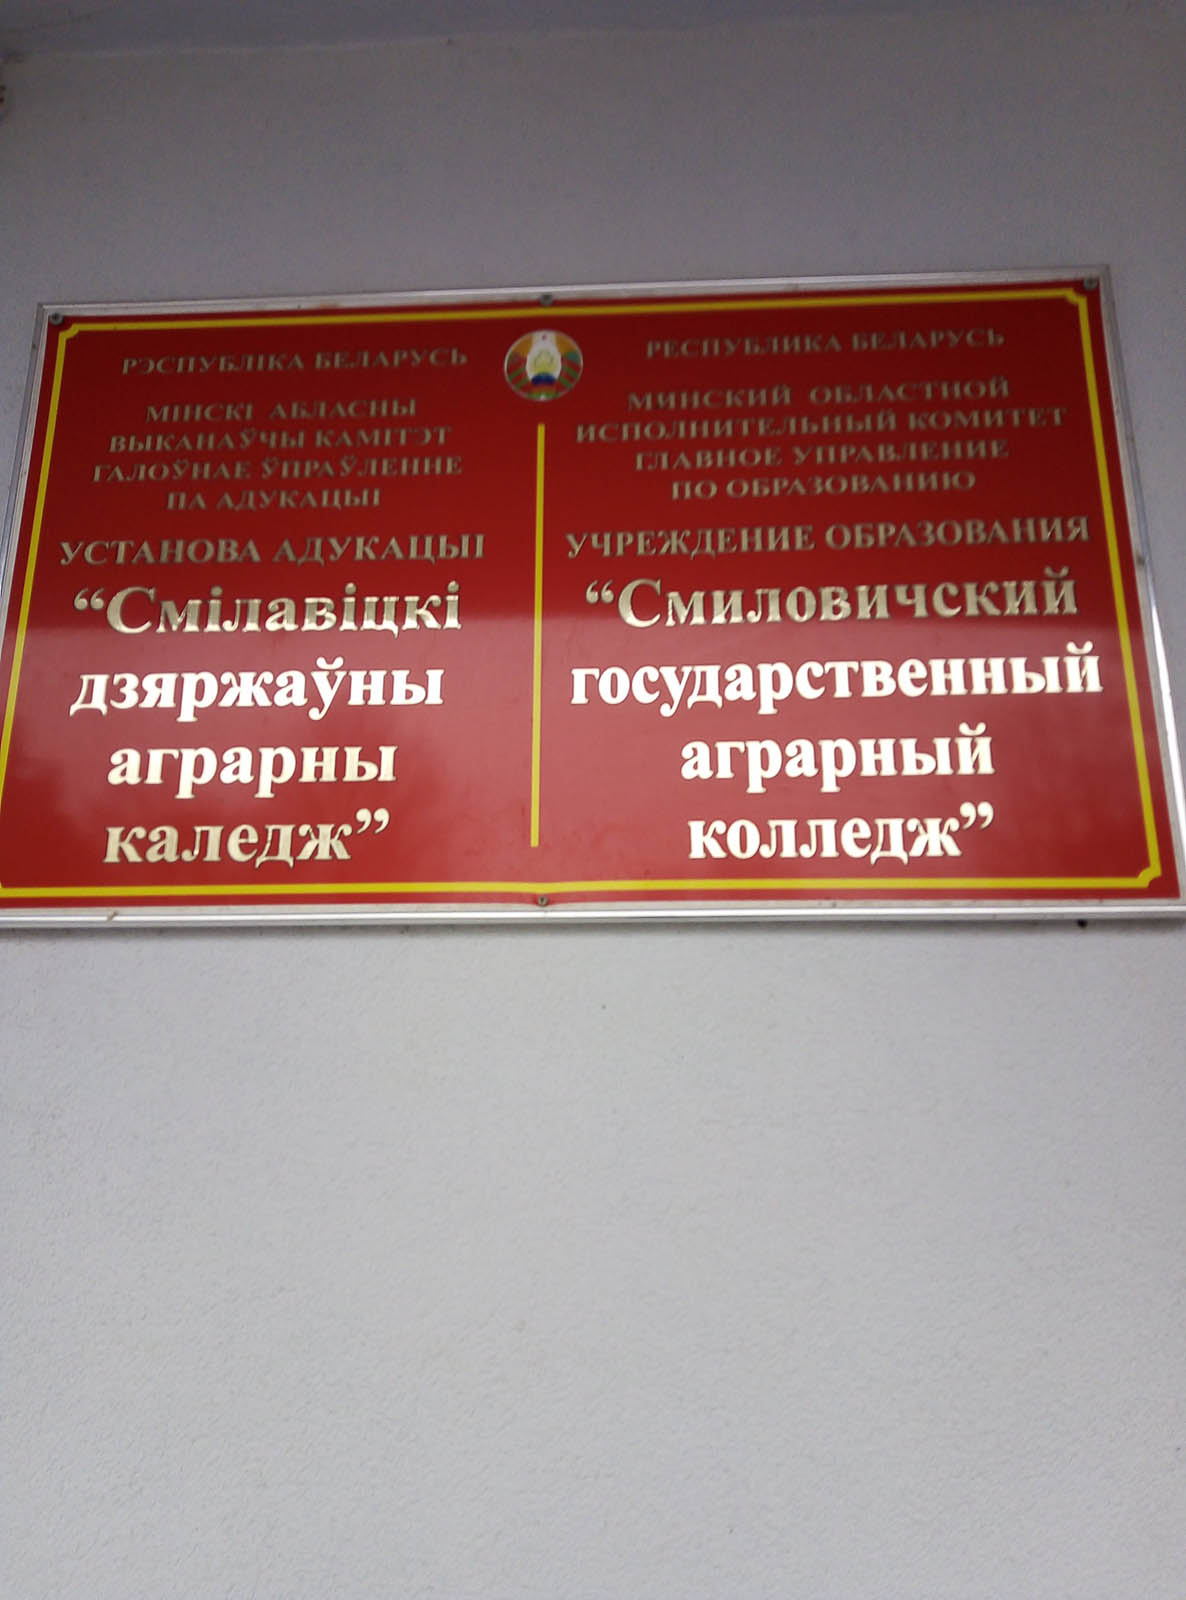 РЭСПУБЛІКА БЕЛАРУСЬ
МІНСКІ АБЛАСНЫ
ВЫКАНАЎЧЫ КАМІТЭТ
ГАЛОЎНАЕ ЎПРАЎЛЕННЕ
ПА АДУКАЦЫІ
УСТАНОВА АДУКАЦЫІ
“Смілавіцкі
дзяржаўны
аграрны
каледж”
РЕСПУБЛИКА БЕЛАРУСЬ
МИНСКИЙ ОБЛАСТНОЙ
ИСПОЛНИТЕЛЬНЫЙ КОМИТЕТ
ГЛАВНОЕ УПРАВЛЕНИЕ
ПО ОБРАЗОВАНИЮ
УЧРЕЖДЕНИЕ ОБРАЗОВАНИЯ
“Смиловичский
государственный
аграрный
колледж”